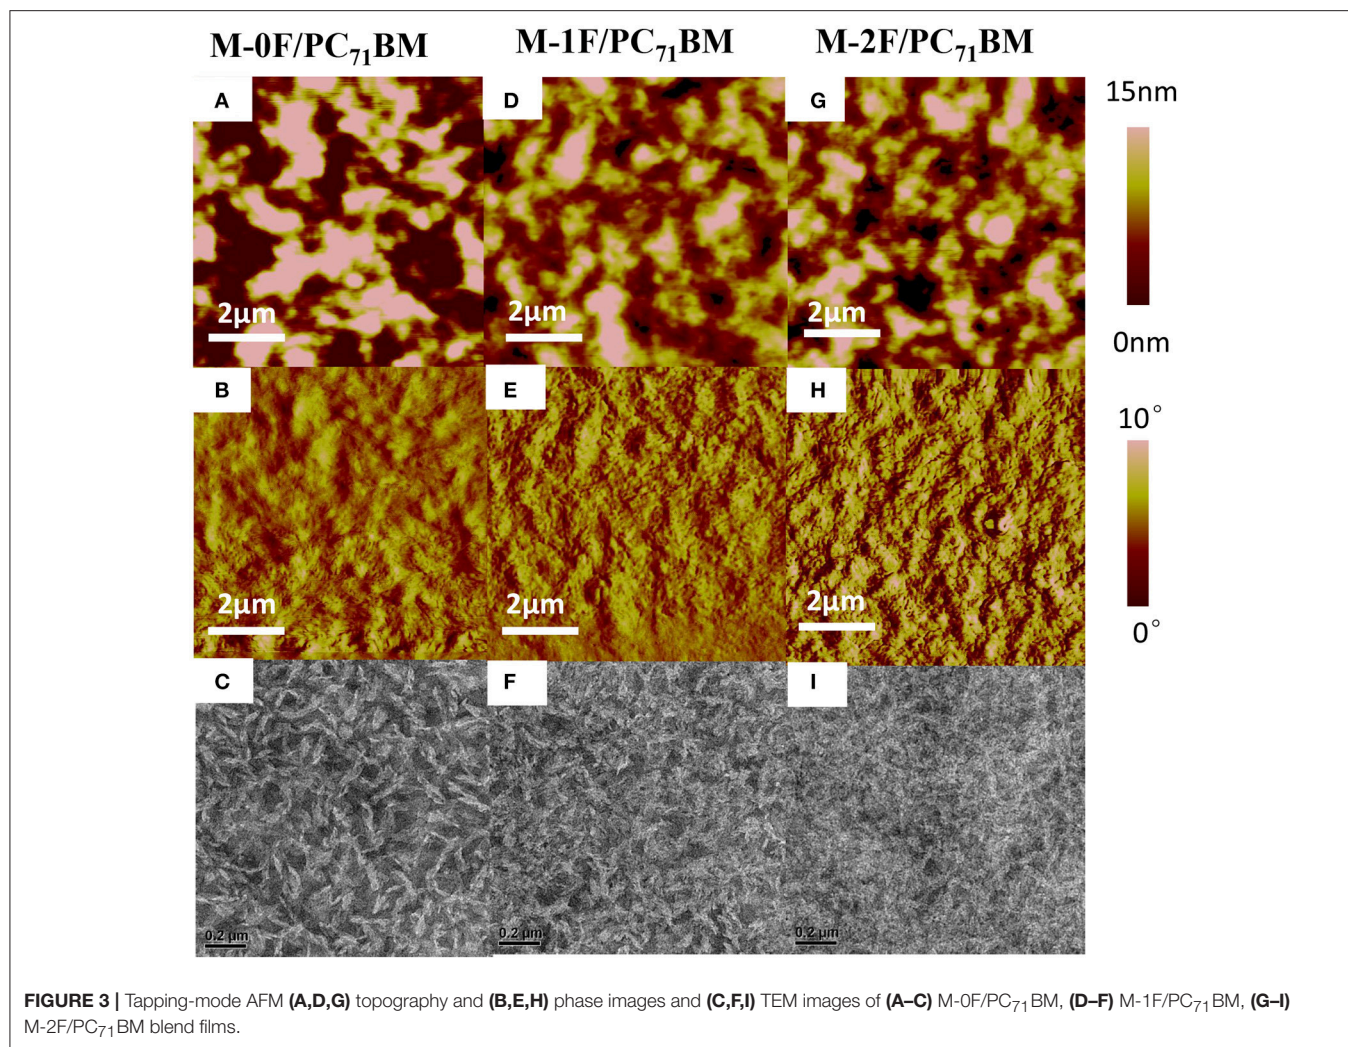 M-0F/PC71BM M-1F/PC71BM M-2F/PC71BM
A D G
15nm
2μm 2μm 2μm
0nm
B E H
10°
2μm 2μm 2μm
0°
C F I
0.2 μm 0.2 μm 0.2 μm
FIGURE 3 | Tapping-mode AFM (A,D,G) topography and (B,E,H) phase images and (C,F,I) TEM images of (A–C) M-0F/PC71BM, (D–F) M-1F/PC71BM, (G–I)
M-2F/PC71BM blend films.